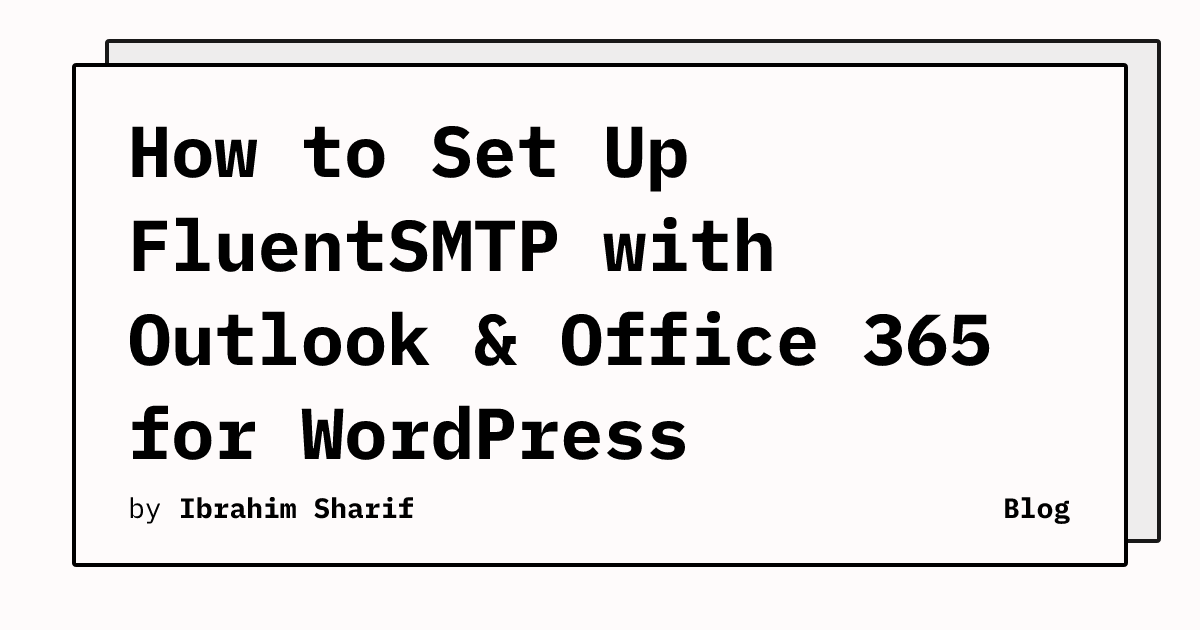 How to Set Up
FluentSMTP with
Outlook & Office 365
for WordPress
by Ibrahim Sharif
Blog